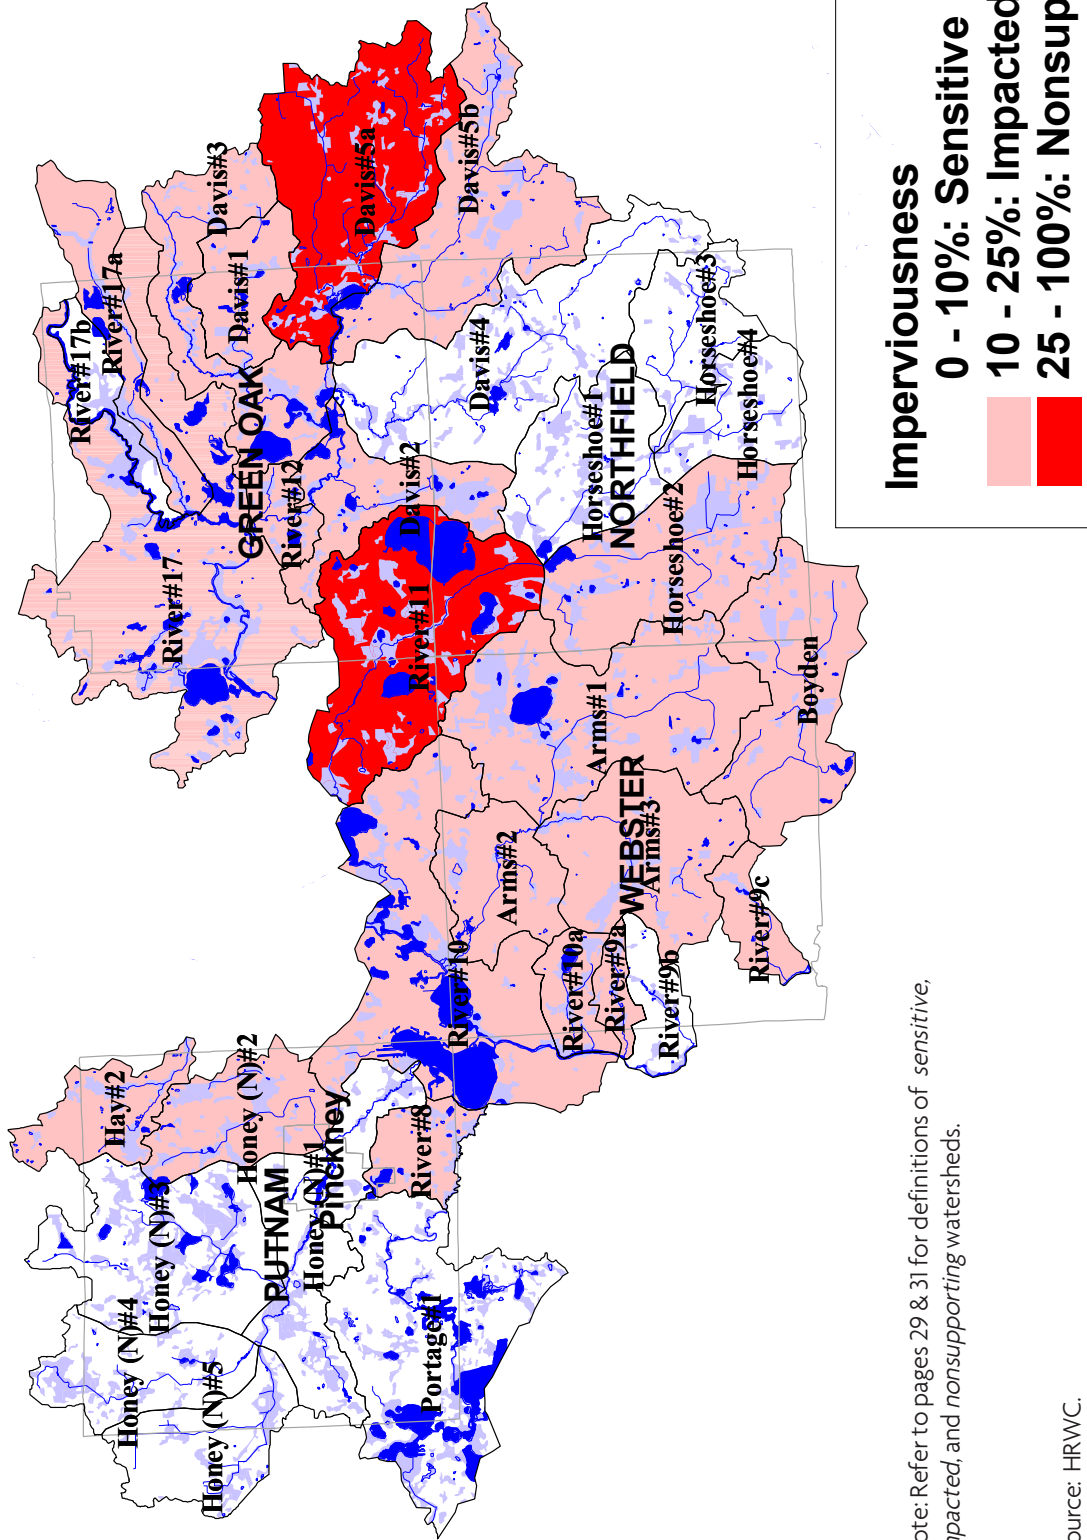 Hay#2
Honey (N)#2
Honey (N)#3
Honey (N)#4
Honey (N)#5
PUTNAM
Honey (N)#1
Pinckney
River#8
Portage#1
River#17b
River#17a
River#17
GREEN OAK
River#12
Davis#3
Davis#1
Davis#5a
Davis#5b
Davis#4
Davis#2
River#11
Horseshoe#1
NORTHFIELD
Horseshoe#3
Horseshoe#4
Horseshoe#2
Boyden
Arms#1
WEBSTER
Arms#3
Arms#2
River#10
River#10a
River#9a
River#9b
River#9c
Imperviousness
0 - 10%: Sensitive
10 - 25%: Impacted
25 - 100%: Nonsup
ote: Refer to pages 29 & 31 for definitions of sensitive,
npacted, and nonsupporting watersheds.
ource: HRWC.